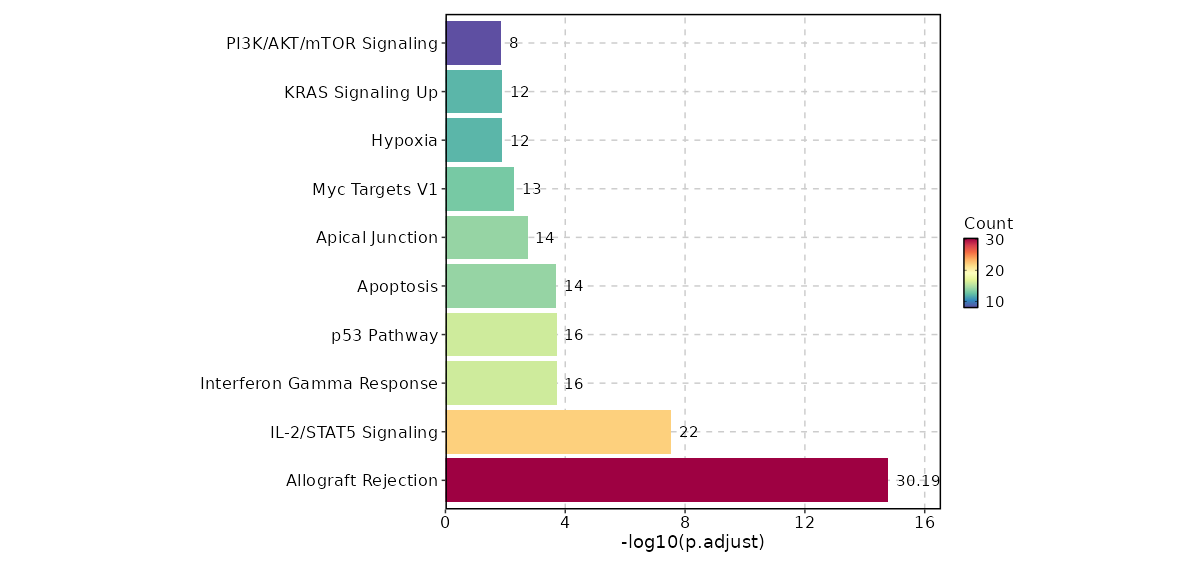 PI3K/AKT/mTOR Signaling 8
KRAS Signaling Up 12
Hypoxia 12
Myc Targets V1 13
Apical Junction 14
Apoptosis 14
p53 Pathway 16
Interferon Gamma Response 16
IL-2/STAT5 Signaling 22
Allograft Rejection 30.19
0 4 8 12 16
-log10(p.adjust)
Count
30
20
10